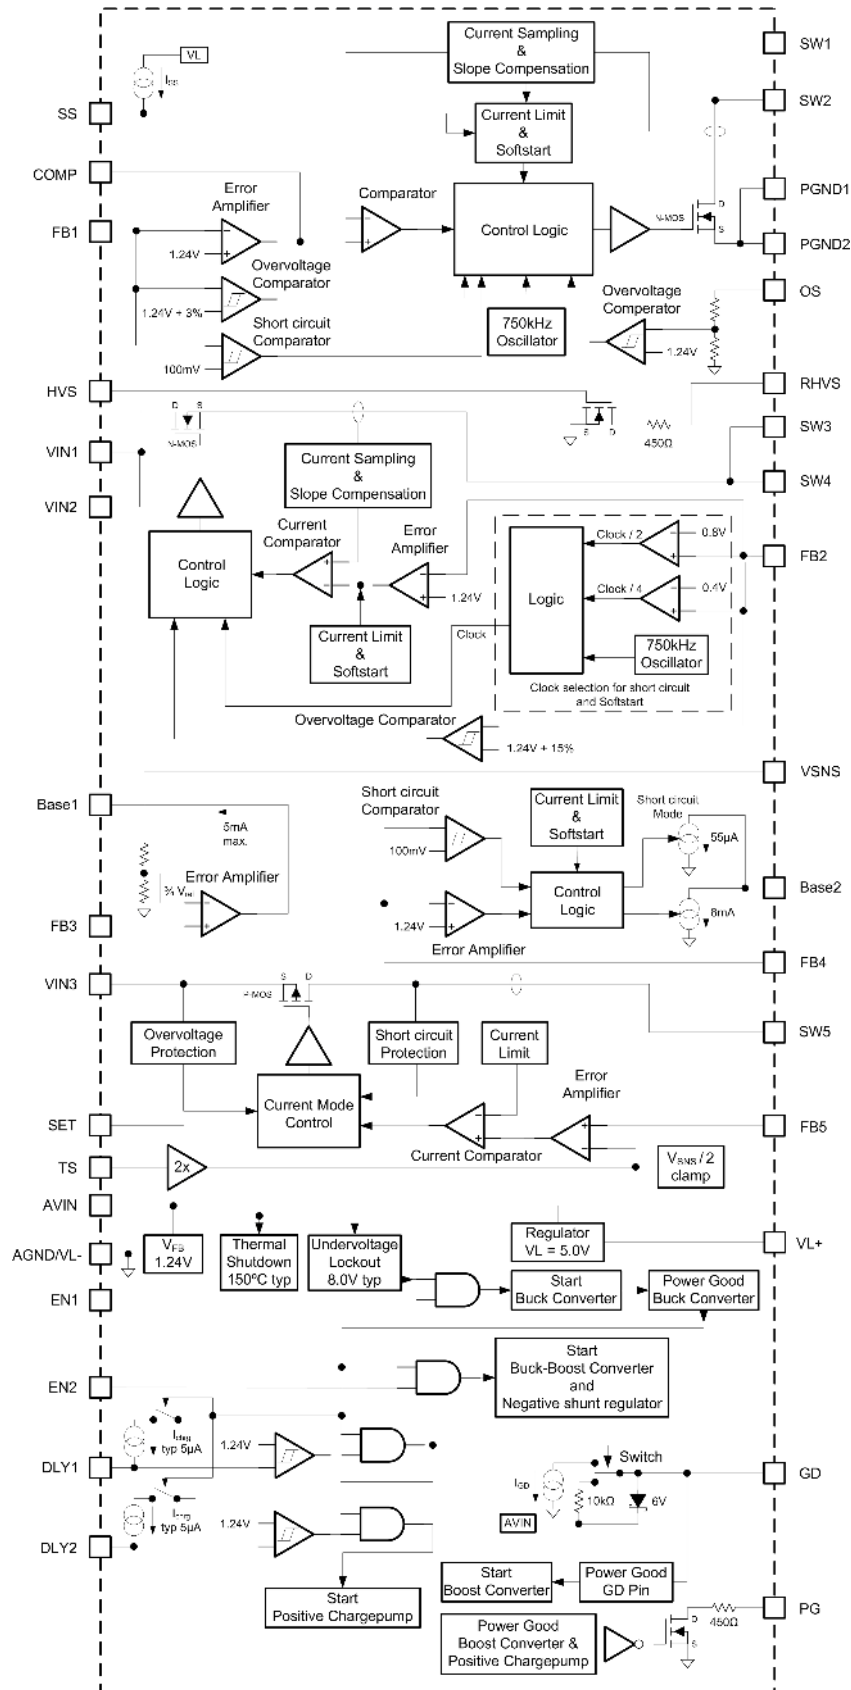 Current Sampling
&
Slope Compensation
SW1
VL
ISS
SW2
SS
Current Limit
&
Softstart
COMP
Error
Amplifier
Comparator
PGND1
D
N-MOS
S
FB1
1.24V
Control Logic
PGND2
Overvoltage
Comparator
1.24V + 3%
Overvoltage
Comperator
OS
Short circuit
Comparator
750kHz
Oscillator
1.24V
100mV
HVS
RHVS
D
S
N-MOS
S
D
450Ω
SW3
VIN1
Current Sampling
&
Slope Compensation
SW4
VIN2
Current
Comparator
Error
Amplifier
Clock / 2
0.8V
Control
Logic
FB2
1.24V
Logic
Clock / 4
0.4V
Current Limit
&
Softstart
Clock
750kHz
Oscillator
Clock selection for short circuit
and Softstart
Overvoltage Comparator
1.24V + 15%
VSNS
Base1
5mA
max.
Short circuit
Comparator
Current Limit
&
Softstart
Short circuit
Mode
55µA
100mV
Error Amplifier
Control
Logic
Base2
8mA
FB3
1.24V
Error Amplifier
FB4
VIN3
S
D
P-MOS
SW5
Overvoltage
Protection
Short circuit
Protection
Current
Limit
Error
Amplifier
Current Mode
Control
SET
FB5
Current Comparator
TS
2x
VSNS / 2
clamp
AVIN
AGND/VL-
VFB
1.24V
Thermal
Shutdown
150ºC typ
Undervoltage
Lockout
8.0V typ
Regulator
VL = 5.0V
VL+
EN1
Start
Buck Converter
Power Good
Buck Converter
Start
Buck-Boost Converter
and
Negative shunt regulator
EN2
typ 5µA
1.24V
DLY1
Switch
GD
IGD
10kΩ
6V
AVIN
typ 5µA
1.24V
DLY2
Start
Positive Chargepump
Start
Boost Converter
Power Good
GD Pin
PG
450Ω
D
S
Power Good
Boost Converter &
Positive Chargepump